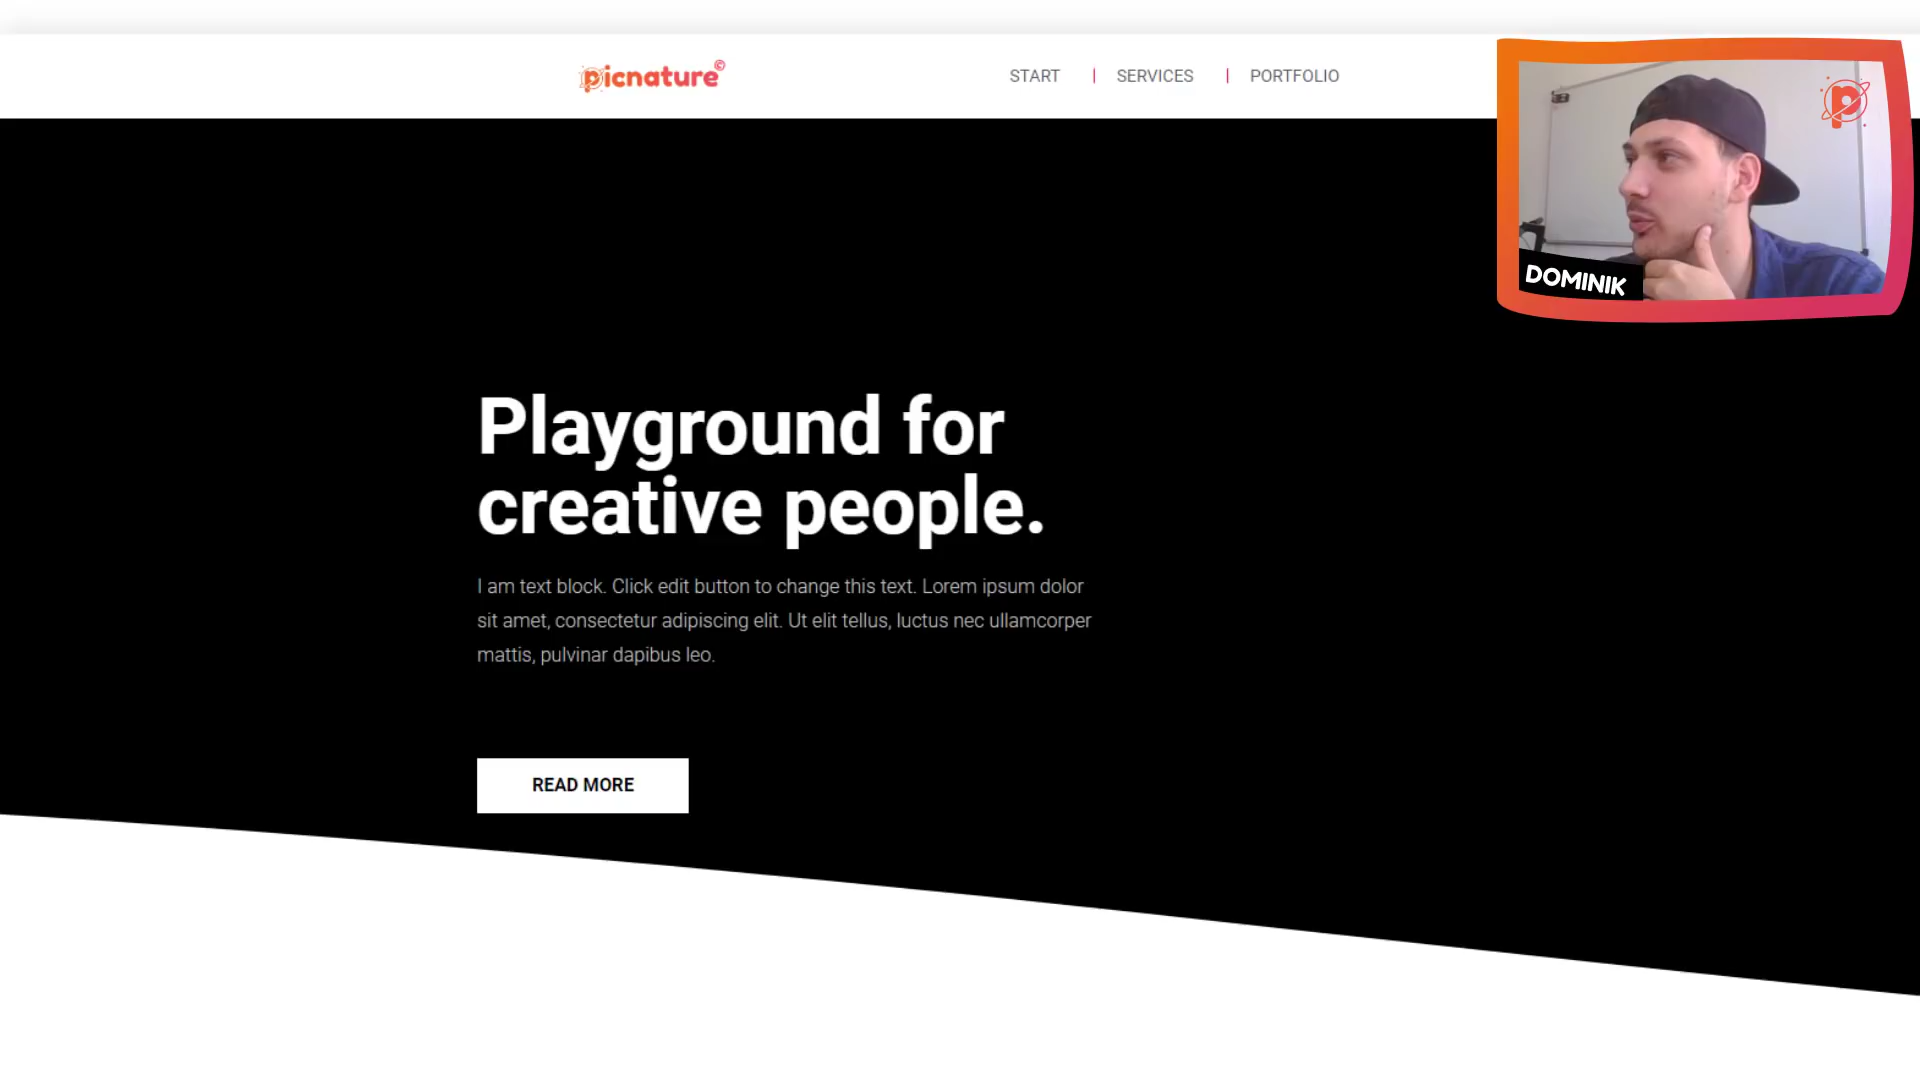 picnature©
START | SERVICES | PORTFOLIO
DOMINIK
Playground for
creative people.
I am text block. Click edit button to change this text. Lorem ipsum dolor
sit amet, consectetur adipiscing elit. Ut elit tellus, luctus nec ullamcorper
mattis, pulvinar dapibus leo.
READ MORE